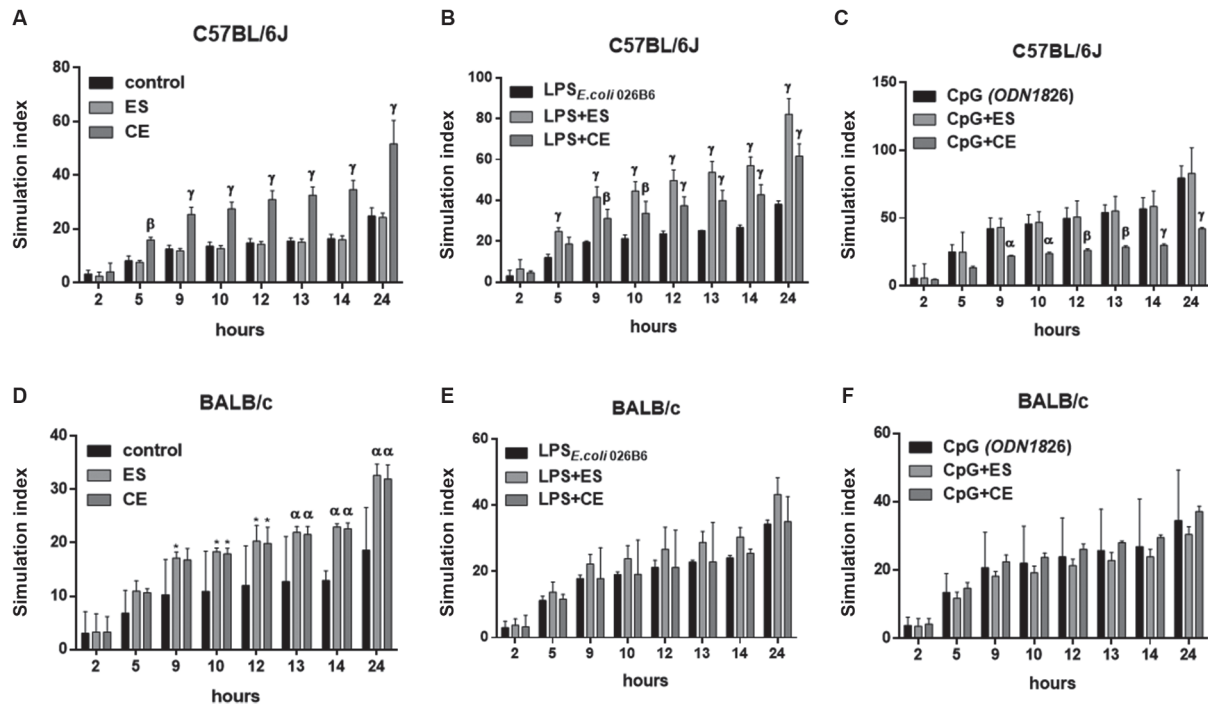 A
C57BL/6J
Simulation index
80
60
40
20
0
control
ES
CE
β γ γ γ γ γ γ
2 5 9 10 12 13 14 24
hours
B
C57BL/6J
Simulation index
100
80
60
40
20
0
LPS E.coli 026B6
LPS+ES
LPS+CE
γ γ β γ β γ γ γ γ γ γ γ γ
2 5 9 10 12 13 14 24
hours
C
C57BL/6J
Simulation index
150
100
50
0
CpG (ODN1826)
CpG+ES
CpG+CE
α α β β γ γ
2 5 9 10 12 13 14 24
hours
D
BALB/c
Simulation index
40
30
20
10
0
control
ES
CE
* * * * * α α α α α α
2 5 9 10 12 13 14 24
hours
E
BALB/c
Simulation index
60
40
20
0
LPS E.coli 026B6
LPS+ES
LPS+CE
2 5 9 10 12 13 14 24
hours
F
BALB/c
Simulation index
60
40
20
0
CpG (ODN1826)
CpG+ES
CpG+CE
2 5 9 10 12 13 14 24
hours